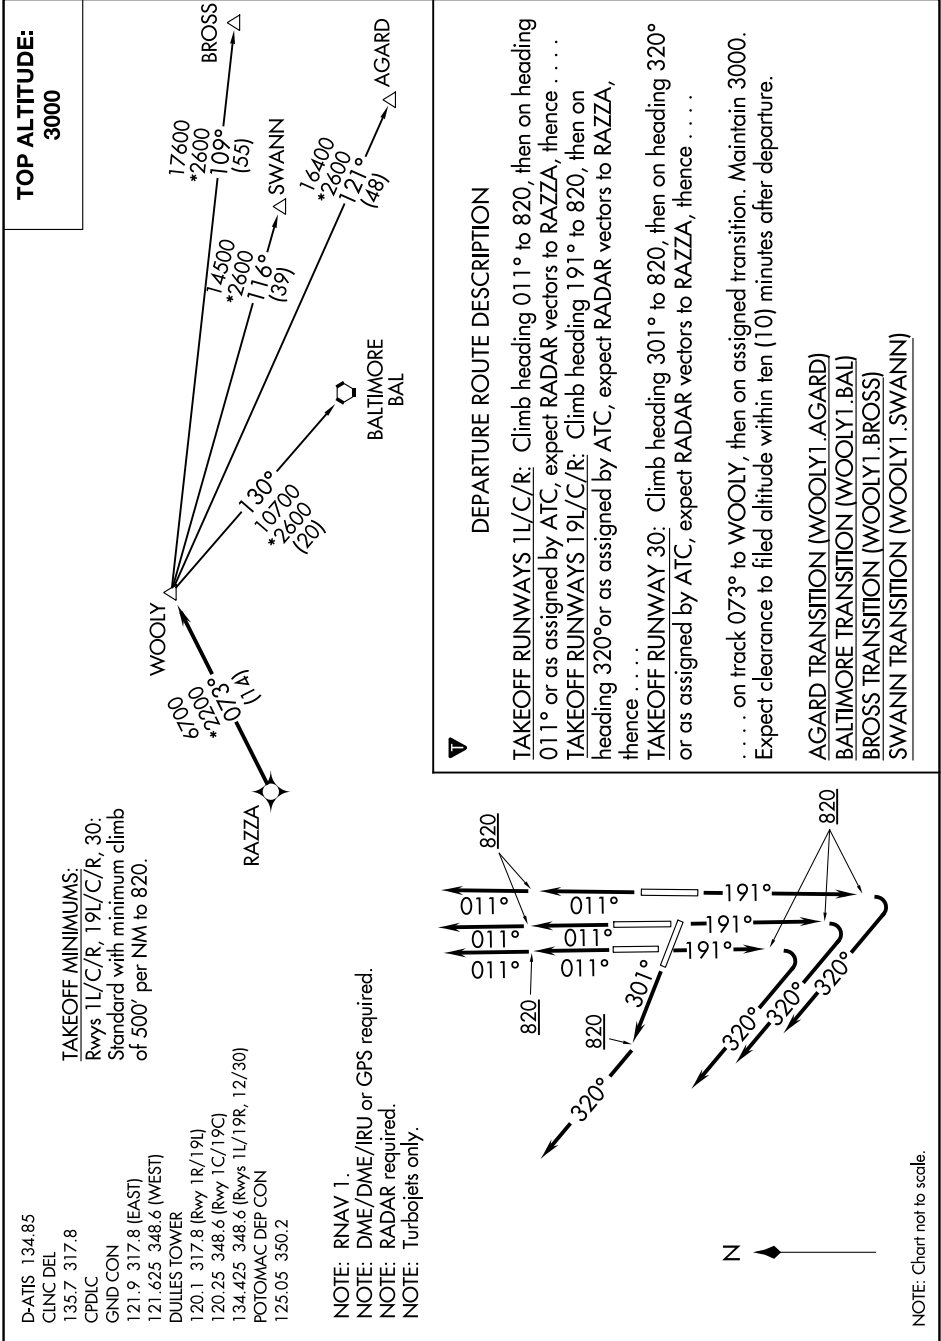 TOP ALTITUDE:
3000
D-ATIS 134.85
CLNC DEL
135.7 317.8
CPDLC
GND CON
121.9 317.8 (EAST)
121.625 348.6 (WEST)
DULLES TOWER
120.1 317.8 (Rwy 1R/19L)
120.25 348.6 (Rwy 1C/19C)
134.425 348.6 (Rwys 1L/19R, 12/30)
POTOMAC DEP CON
125.05 350.2
TAKEOFF MINIMUMS:
Rwys 1L/C/R, 19L/C/R, 30:
Standard with minimum climb
of 500' per NM to 820.
NOTE: RNAV 1.
NOTE: DME/DME/IRU or GPS required.
NOTE: RADAR required.
NOTE: Turbojets only.
RAZZA
6700
*2200
073°
(14)
WOOLY
17600
*2600
109°
(55)
BROSS
14500
*2600
116°
(39)
SWANN
16400
*2600
121°
(48)
AGARD
130°
10700
*2600
(20)
BALTIMORE
BAL
820
820
820
820
011°
011°
011°
011°
011°
011°
191°
191°
191°
301°
320°
320°
320°
320°
N
NOTE: Chart not to scale.
T
DEPARTURE ROUTE DESCRIPTION
TAKEOFF RUNWAYS 1L/C/R: Climb heading 011° to 820, then on heading
011° or as assigned by ATC, expect RADAR vectors to RAZZA, thence . . . .
TAKEOFF RUNWAYS 19L/C/R: Climb heading 191° to 820, then on
heading 320°or as assigned by ATC, expect RADAR vectors to RAZZA,
thence . . . .
TAKEOFF RUNWAY 30: Climb heading 301° to 820, then on heading 320°
or as assigned by ATC, expect RADAR vectors to RAZZA, thence . . . .
. . . . on track 073° to WOOLY, then on assigned transition. Maintain 3000.
Expect clearance to filed altitude within ten (10) minutes after departure.
AGARD TRANSITION (WOOLY1.AGARD)
BALTIMORE TRANSITION (WOOLY1.BAL)
BROSS TRANSITION (WOOLY1.BROSS)
SWANN TRANSITION (WOOLY1.SWANN)